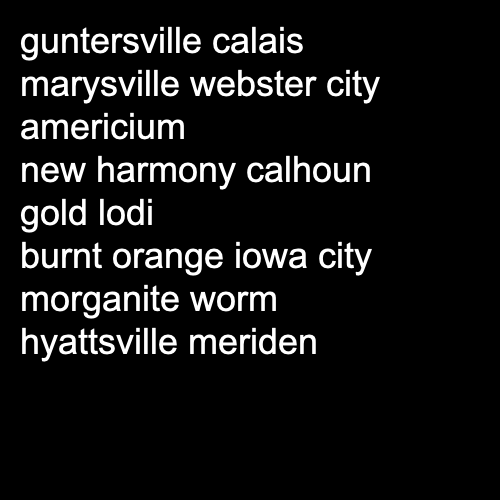 guntersville calais
marysville webster city
americium
new harmony calhoun
gold lodi
burnt orange iowa city
morganite worm
hyattsville meriden